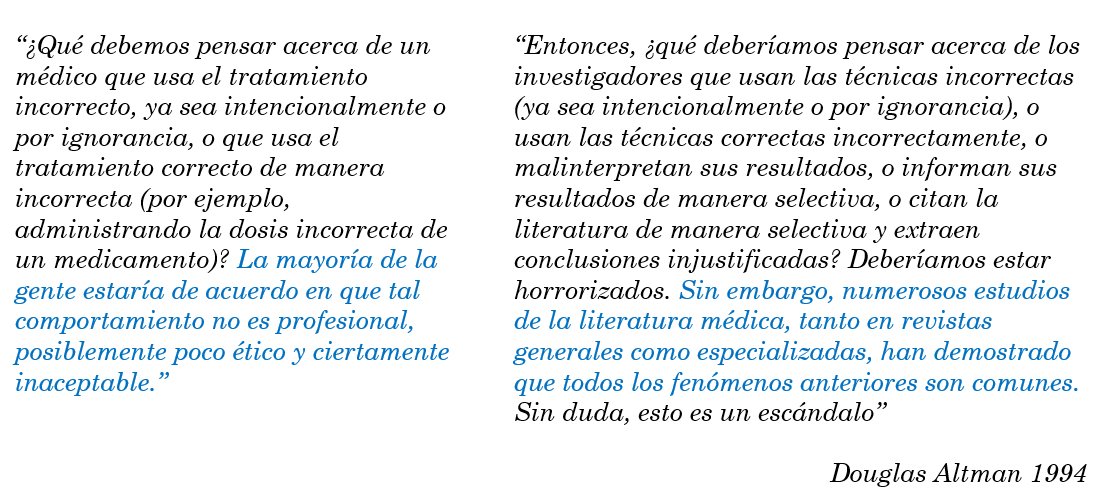 “¿Qué debemos pensar acerca de un
médico que usa el tratamiento
incorrecto, ya sea intencionalmente o
por ignorancia, o que usa el
tratamiento correcto de manera
incorrecta (por ejemplo,
administrando la dosis incorrecta de
un medicamento)? La mayoría de la
gente estaría de acuerdo en que tal
comportamiento no es profesional,
posiblemente poco ético y ciertamente
inaceptable.”
“Entonces, ¿qué deberíamos pensar acerca de los
investigadores que usan las técnicas incorrectas
(ya sea intencionalmente o por ignorancia), o
usan las técnicas correctas incorrectamente, o
malinterpretan sus resultados, o informan sus
resultados de manera selectiva, o citan la
literatura de manera selectiva y extraen
conclusiones injustificadas? Deberíamos estar
horrorizados. Sin embargo, numerosos estudios
de la literatura médica, tanto en revistas
generales como especializadas, han demostrado
que todos los fenómenos anteriores son comunes.
Sin duda, esto es un escándalo”
Douglas Altman 1994